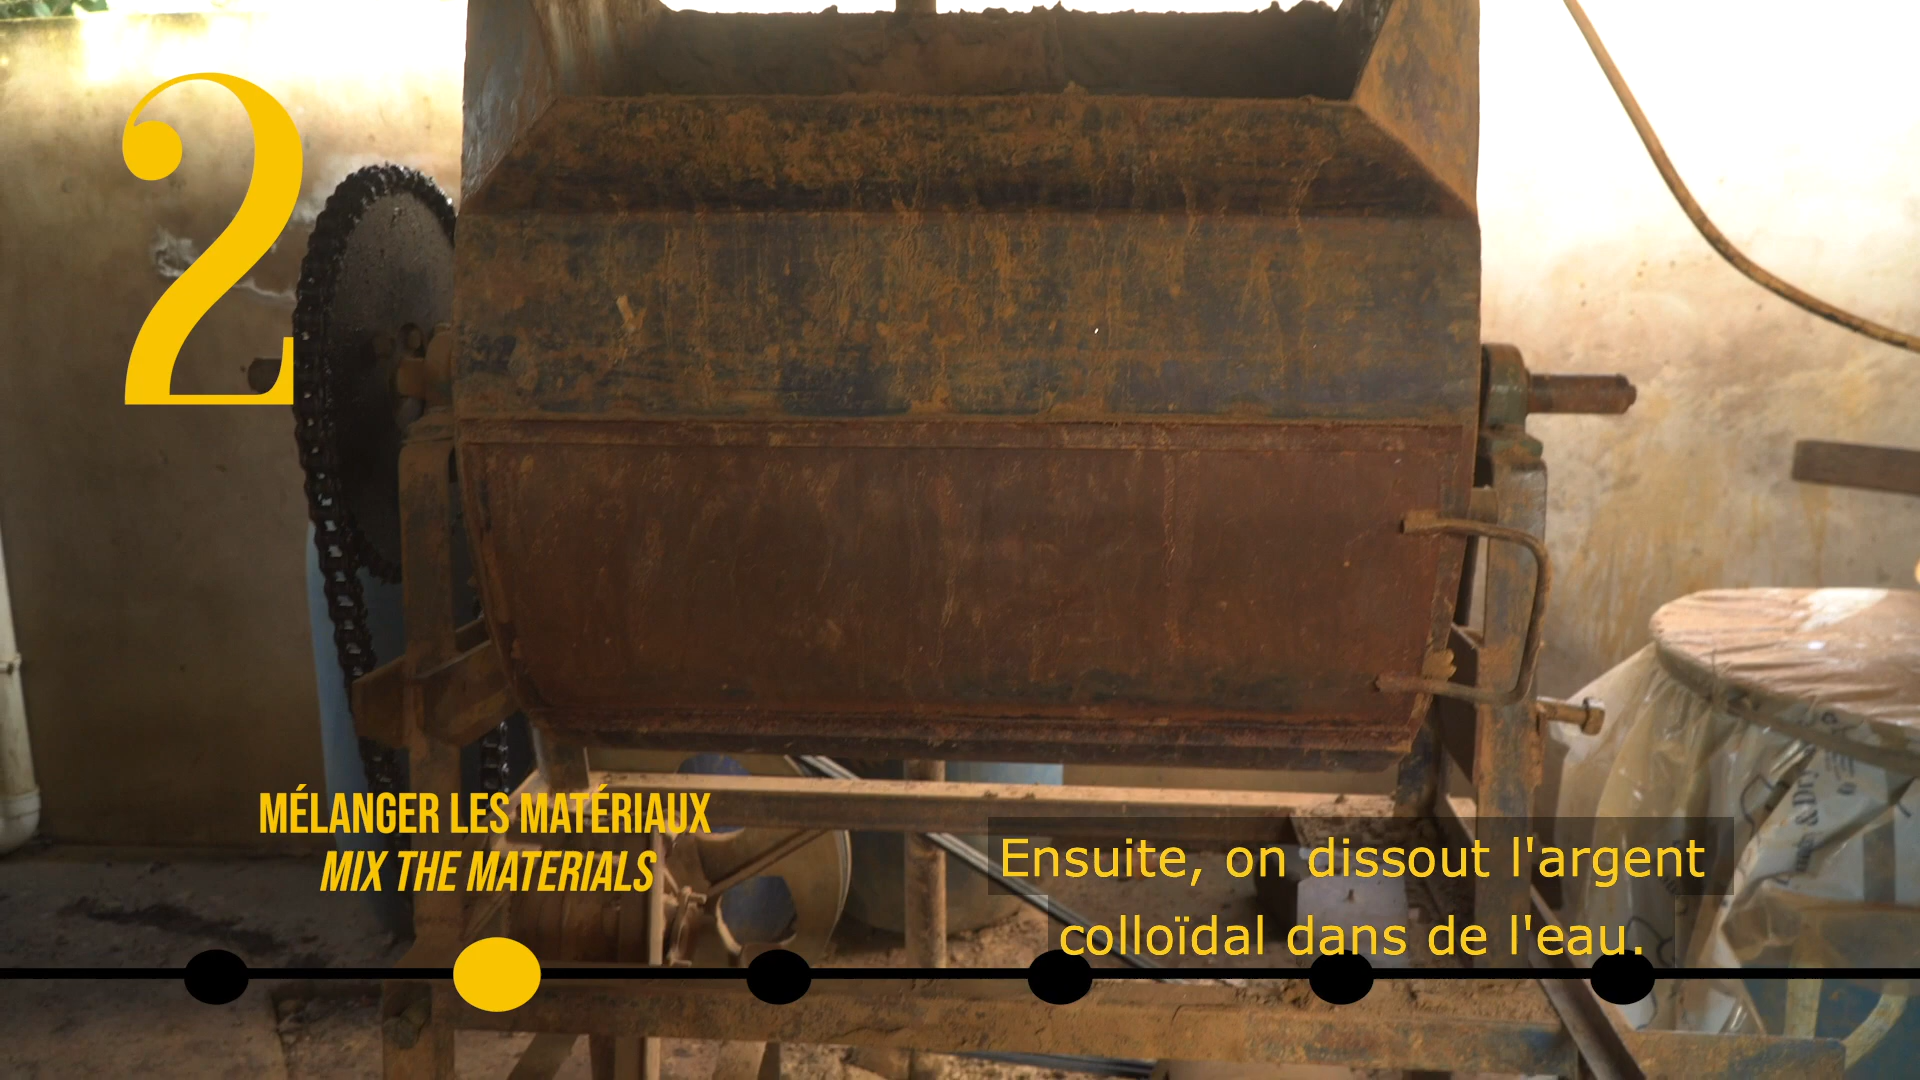 2
MÉLANGER LES MATÉRIAUX
MIX THE MATERIALS
Ensuite, on dissout l'argent
colloïdal dans de l'eau.